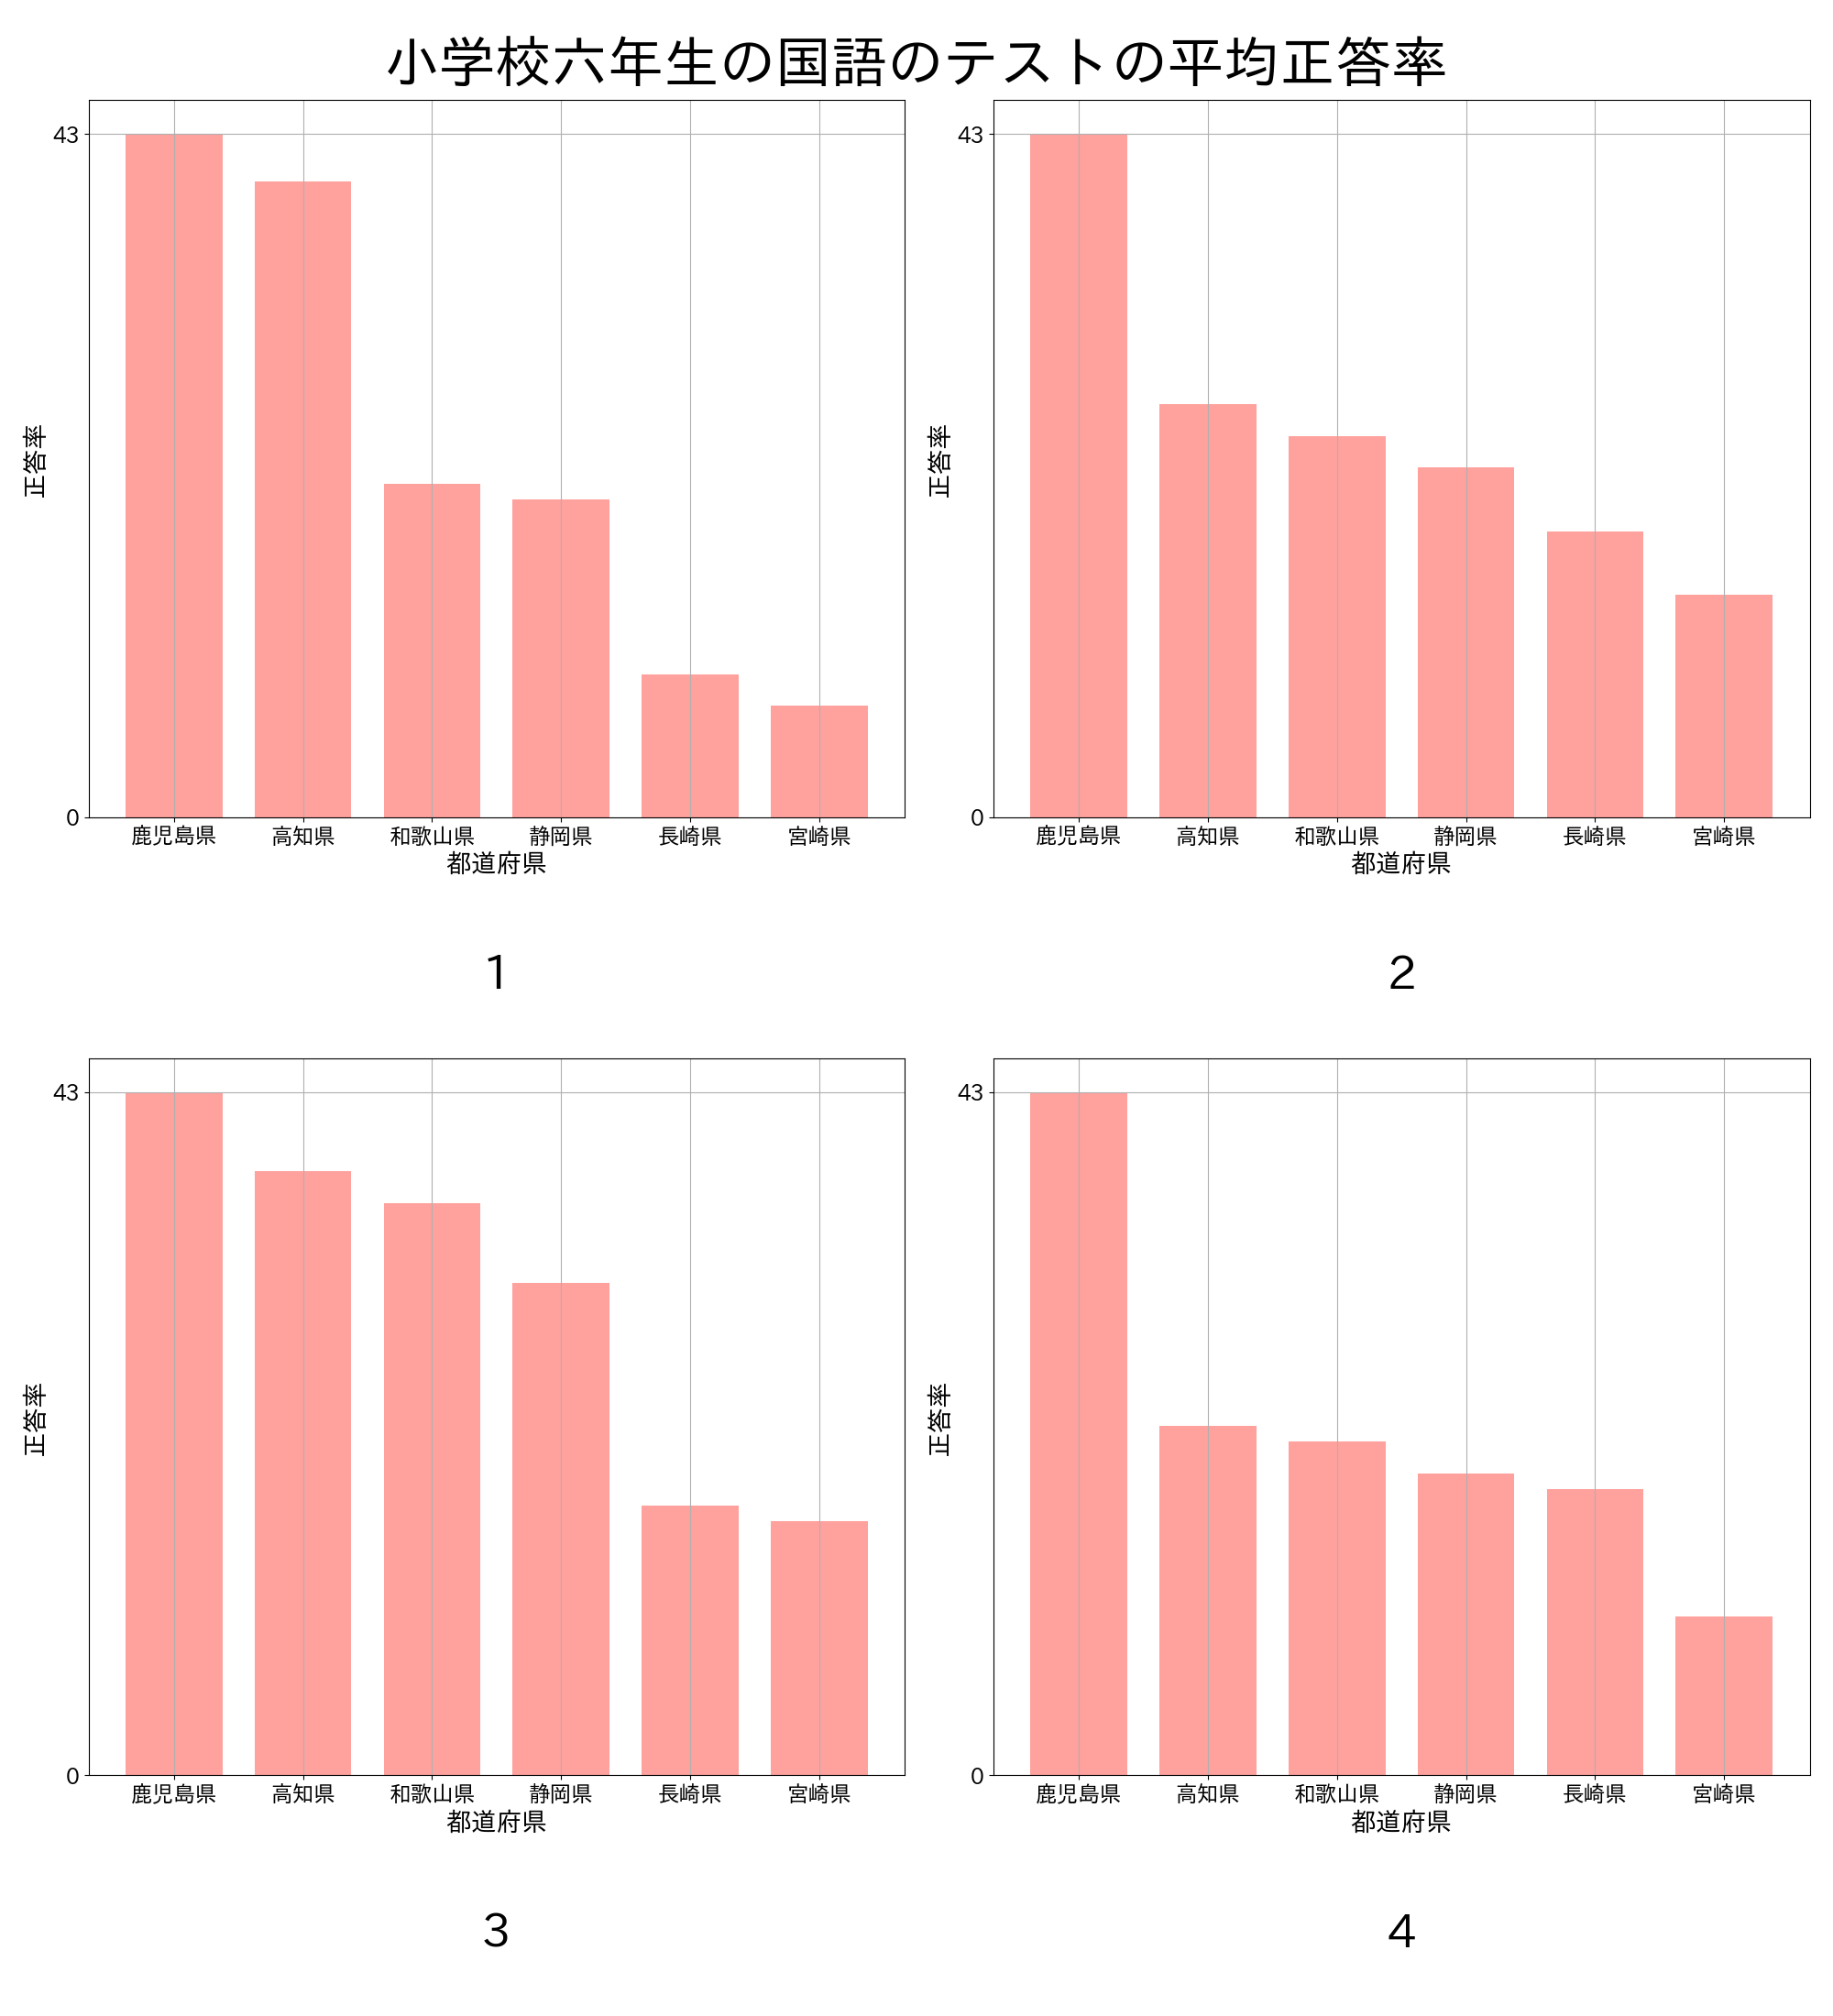 小学校六年生の国語のテストの平均正答率
43
0
正答率
鹿児島県 高知県 和歌山県 静岡県 長崎県 宮崎県
都道府県
1
43
0
正答率
鹿児島県 高知県 和歌山県 静岡県 長崎県 宮崎県
都道府県
2
43
0
正答率
鹿児島県 高知県 和歌山県 静岡県 長崎県 宮崎県
都道府県
3
43
0
正答率
鹿児島県 高知県 和歌山県 静岡県 長崎県 宮崎県
都道府県
4